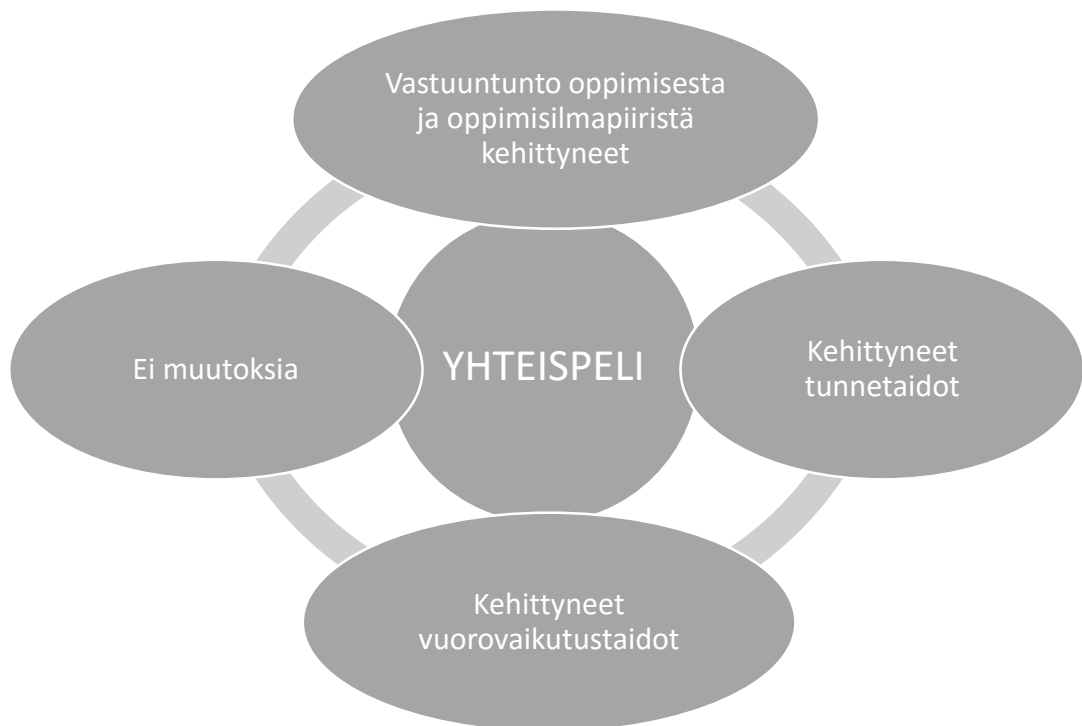 Vastuuntunto oppimisesta
ja oppimisilmapiiristä
kehittyneet
Ei muutoksia
YHTEISPELI
Kehittyneet
tunnetaidot
Kehittyneet
vuorovaikutustaidot